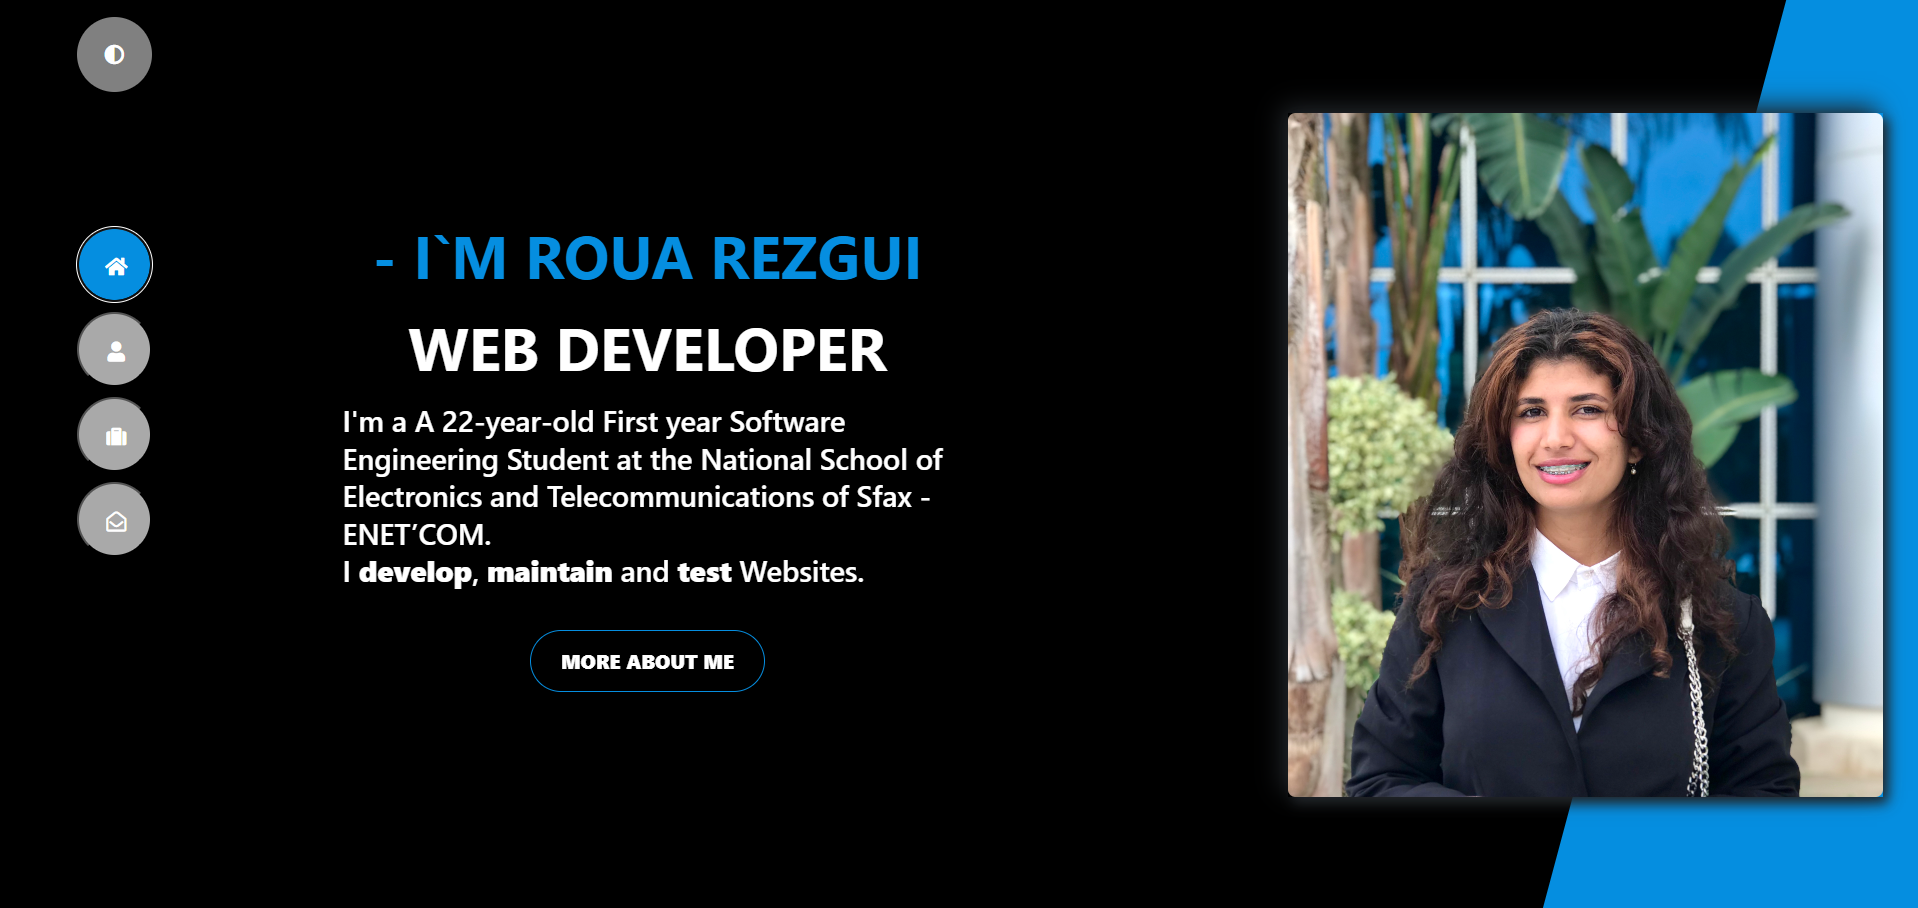 - I`M ROUA REZGUI
WEB DEVELOPER
I'm a A 22-year-old First year Software
Engineering Student at the National School of
Electronics and Telecommunications of Sfax -
ENET’COM.
I develop, maintain and test Websites.
MORE ABOUT ME